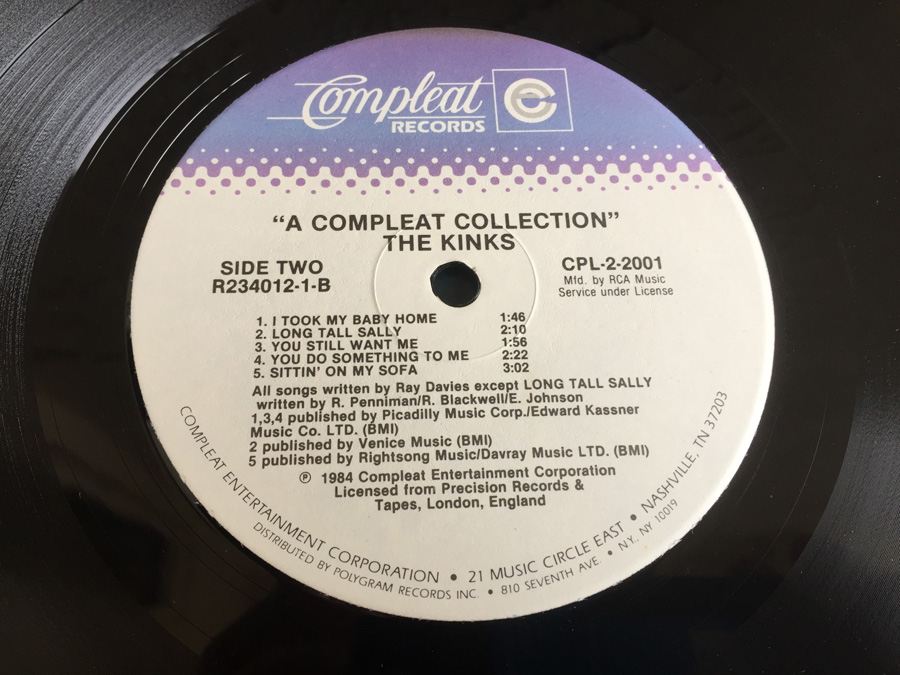 Compleat
RECORDS
"A COMPLEAT COLLECTION"
THE KINKS
SIDE TWO
R234012-1-B
CPL-2-2001
Mfd. by RCA Music
Service under License
1. I TOOK MY BABY HOME 1:46
2. LONG TALL SALLY 2:10
3. YOU STILL WANT ME 1:56
4. YOU DO SOMETHING TO ME 2:22
5. SITTIN' ON MY SOFA 3:02
All songs written by Ray Davies except LONG TALL SALLY
written by R. Penniman/R. Blackwell/E. Johnson
1,3,4 published by Picadilly Music Corp./Edward Kassner
Music Co. LTD. (BMI)
2 published by Venice Music (BMI)
5 published by Rightsong Music/Davray Music LTD. (BMI)
℗ 1984 Compleat Entertainment Corporation
Licensed from Precision Records &
Tapes, London, England
COMPLEAT ENTERTAINMENT CORPORATION • 21 MUSIC CIRCLE EAST • NASHVILLE, TN 37203
DISTRIBUTED BY POLYGRAM RECORDS INC. • 810 SEVENTH AVE. • N.Y., NY 10019